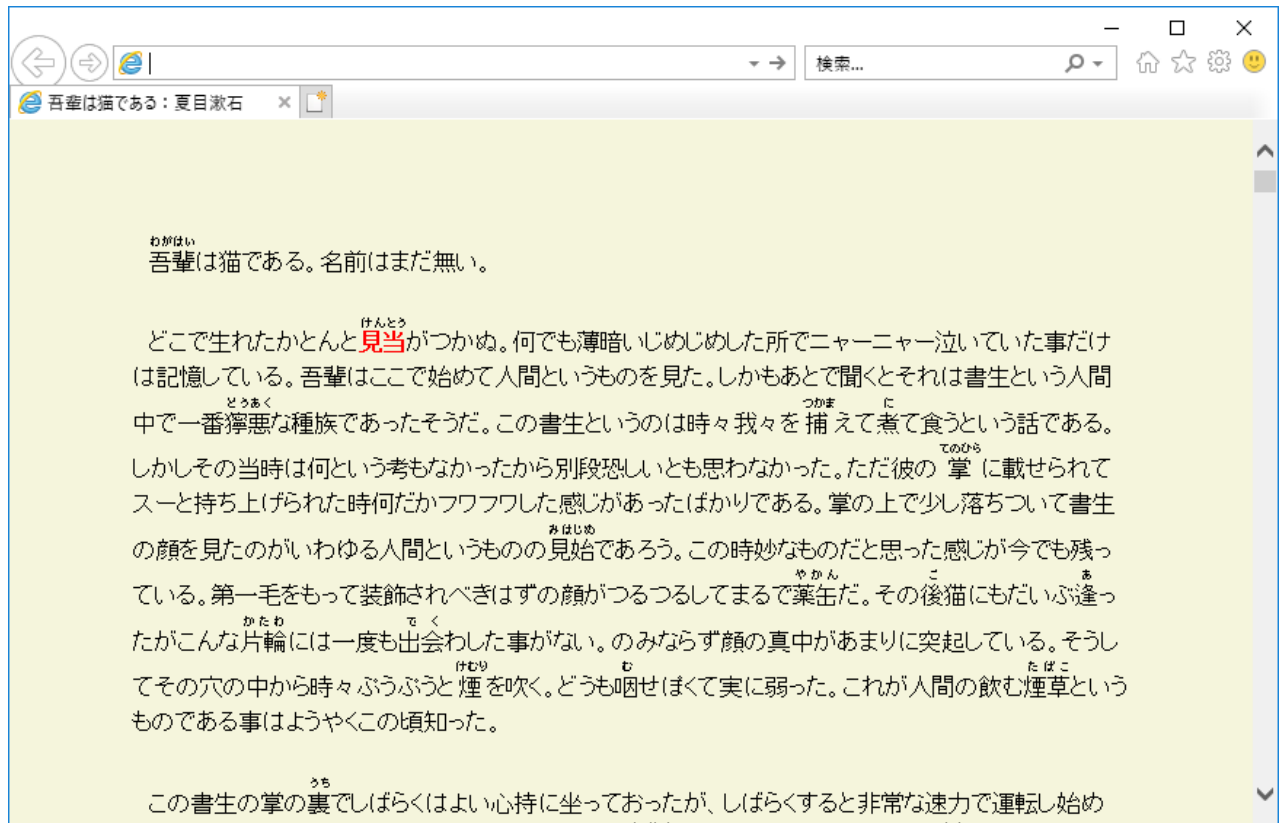 検索...
吾輩は猫である：夏目漱石
わがはい
吾輩は猫である。名前はまだ無い。
けんとう
どこで生れたかとんと見当がつかぬ。何でも薄暗いじめじめした所でニャーニャー泣いていた事だけ
は記憶している。吾輩はここで始めて人間というものを見た。しかもあとで聞くとそれは書生という人間
どうあく つかま に
中で一番獰悪な種族であったそうだ。この書生というのは時々我々を捕えて煮て食うという話である。
てのひら
しかしその当時は何という考もなかったから別段恐しいとも思わなかった。ただ彼の掌に載せられて
スーと持ち上げられた時何だかフワフワした感じがあったばかりである。掌の上で少し落ちついて書生
みはじめ
の顔を見たのがいわゆる人間というものの見始であろう。この時妙なものだと思った感じが今でも残っ
やかん ご あ
ている。第一毛をもって装飾されべきはずの顔がつるつるしてまるで薬缶だ。その後猫にもだいぶ逢っ
かたわ でく
たがこんな片輪には一度も出会わした事がない。のみならず顔の真中があまりに突起している。そうし
けむり む たばこ
てその穴の中から時々ぷうぷうと煙を吹く。どうも咽せぽくて実に弱った。これが人間の飲む煙草という
ものである事はようやくこの頃知った。
うち
この書生の掌の裏でしばらくはよい心持に坐っておったが、しばらくすると非常な速力で運転し始め